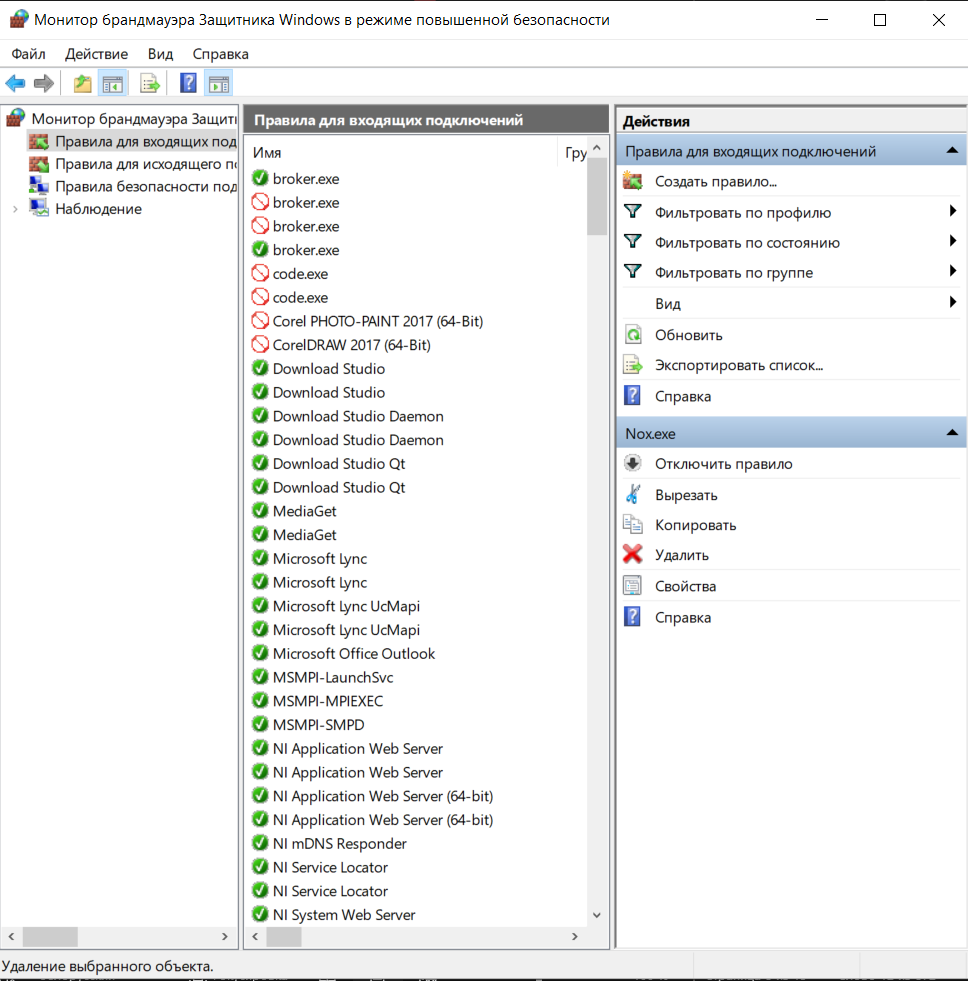 Монитор брандмауэра Защитника Windows в режиме повышенной безопасности
Файл Действие Вид Справка
Монитор брандмауэра Защитн
Правила для входящих под
Правила для исходящего по
Правила безопасности под
Наблюдение
Правила для входящих подключений
Имя Гру
broker.exe
broker.exe
broker.exe
broker.exe
code.exe
code.exe
Corel PHOTO-PAINT 2017 (64-Bit)
CorelDRAW 2017 (64-Bit)
Download Studio
Download Studio
Download Studio Daemon
Download Studio Daemon
Download Studio Qt
Download Studio Qt
MediaGet
MediaGet
Microsoft Lync
Microsoft Lync
Microsoft Lync UcMapi
Microsoft Lync UcMapi
Microsoft Office Outlook
MSMPI-LaunchSvc
MSMPI-MPIEXEC
MSMPI-SMPD
NI Application Web Server
NI Application Web Server
NI Application Web Server (64-bit)
NI Application Web Server (64-bit)
NI mDNS Responder
NI Service Locator
NI Service Locator
NI System Web Server
Действия
Правила для входящих подключений
Создать правило...
Фильтровать по профилю
Фильтровать по состоянию
Фильтровать по группе
Вид
Обновить
Экспортировать список...
Справка
Nox.exe
Отключить правило
Вырезать
Копировать
Удалить
Свойства
Справка
Удаление выбранного объекта.